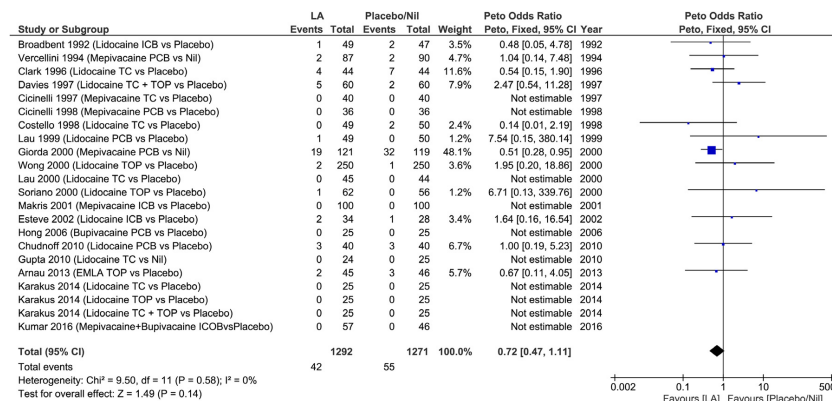 LA Placebo/Nil Peto Odds Ratio Peto Odds Ratio
Study or Subgroup Events Total Events Total Weight Peto, Fixed, 95% CI Year Peto, Fixed, 95% CI
Broadbent 1992 (Lidocaine ICB vs Placebo) 1 49 2 47 3.5% 0.48 [0.05, 4.78] 1992
Vercellini 1994 (Mepivacaine PCB vs Nil) 2 87 2 90 4.7% 1.04 [0.14, 7.48] 1992
Clark 1996 (Lidocaine TC vs Placebo) 4 44 7 44 11.6% 0.54 [0.15, 1.90] 1996
Davies 1997 (Lidocaine TC + TOP vs Placebo) 5 60 2 60 7.9% 2.47 [0.54, 11.28] 1997
Cicinelli 1997 (Mepivacaine TC vs Placebo) 0 40 0 40 Not estimable 1997
Cicinelli 1998 (Mepivacaine PCB vs Placebo) 0 36 0 36 Not estimable 1998
Costello 1998 (Lidocaine TC vs Placebo) 0 49 2 50 2.4% 0.14 [0.01, 2.19] 1998
Lau 1999 (Lidocaine PCB vs Placebo) 1 49 0 50 1.2% 7.54 [0.15, 380.14] 1999
Giorda 2000 (Mepivacaine PCB vs Nil) 19 121 32 119 48.1% 0.51 [0.28, 0.95] 2000
Wong 2000 (Lidocaine TOP vs Placebo) 2 250 1 250 3.6% 1.95 [0.20, 18.86] 2000
Lau 2000 (Lidocaine TC vs Placebo) 0 45 0 44 Not estimable 2000
Soriano 2000 (Lidocaine TOP vs Placebo) 1 62 0 56 1.2% 6.71 [0.13, 339.76] 2000
Makris 2001 (Mepivacaine ICB vs Placebo) 0 100 0 100 Not estimable 2001
Esteve 2002 (Lidocaine ICB vs Placebo) 2 34 1 28 3.4% 1.64 [0.16, 16.54] 2002
Hong 2006 (Bupivacaine PCB vs Placebo) 0 25 0 25 Not estimable 2006
Chudnoff 2010 (Lidocaine PCB vs Placebo) 3 40 3 40 6.7% 1.00 [0.19, 5.23] 2010
Gupta 2010 (Lidocaine TC vs Nil) 0 24 0 25 Not estimable 2010
Arnau 2013 (EMLA TOP vs Placebo) 2 45 3 46 5.7% 0.67 [0.11, 4.05] 2013
Karakus 2014 (Lidocaine TC vs Placebo) 0 25 0 25 Not estimable 2014
Karakus 2014 (Lidocaine TOP vs Placebo) 0 25 0 25 Not estimable 2014
Karakus 2014 (Lidocaine TC + TOP vs Placebo) 0 25 0 25 Not estimable 2014
Kumar 2016 (Mepivacaine+Bupivacaine ICOBvsPlacebo) 0 57 0 46 Not estimable 2016
Total (95% CI) 1292 1271 100.0% 0.72 [0.47, 1.11]
Total events 42 55
Heterogeneity: Chi² = 9.50, df = 11 (P = 0.58); I² = 0%
Test for overall effect: Z = 1.49 (P = 0.14)
0.002 0.1 1 10 500
Favours [LA] Favours [Placebo/Nil]